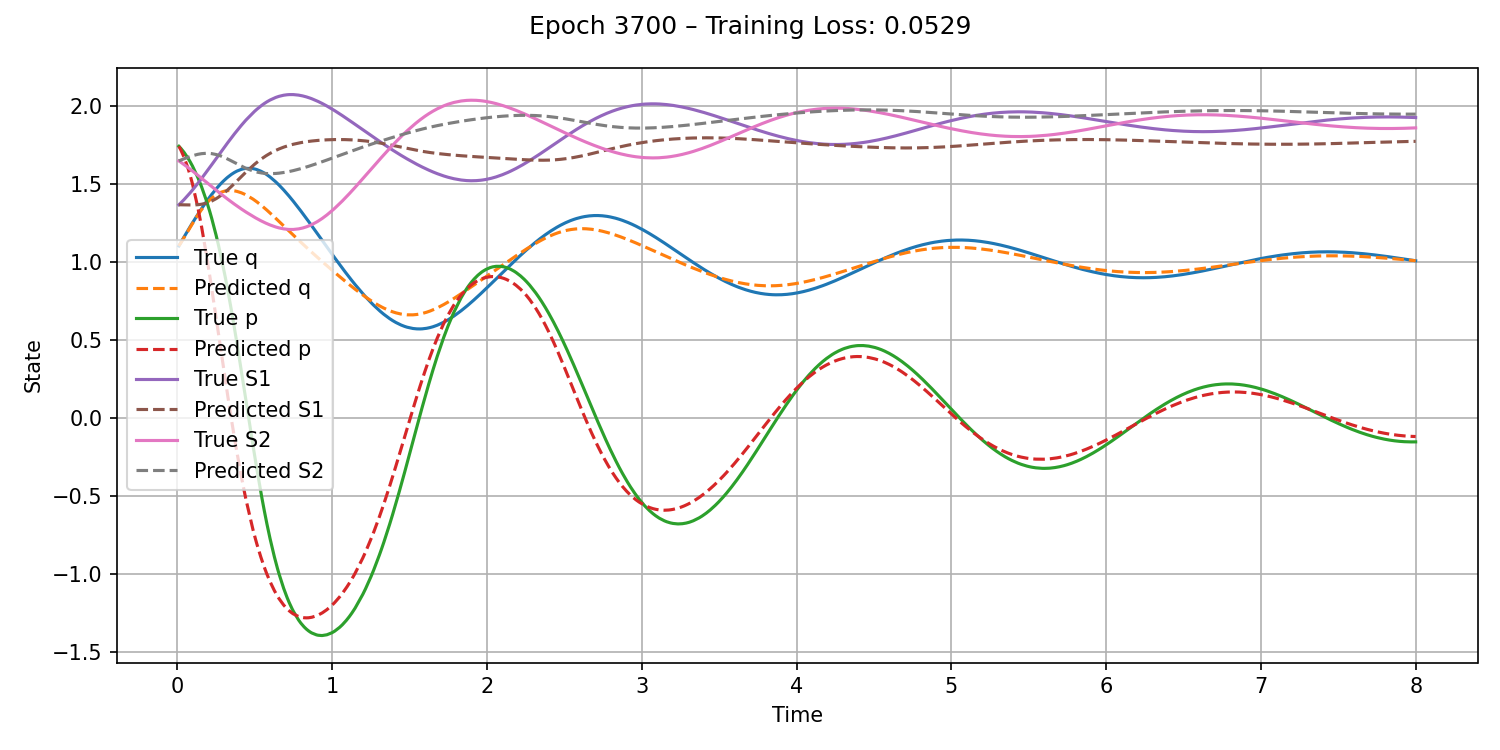 Epoch 3700 – Training Loss: 0.0529
2.0
1.5
1.0
0.5
0.0
−0.5
−1.0
−1.5
State
True q
Predicted q
True p
Predicted p
True S1
Predicted S1
True S2
Predicted S2
0 1 2 3 4 5 6 7 8
Time